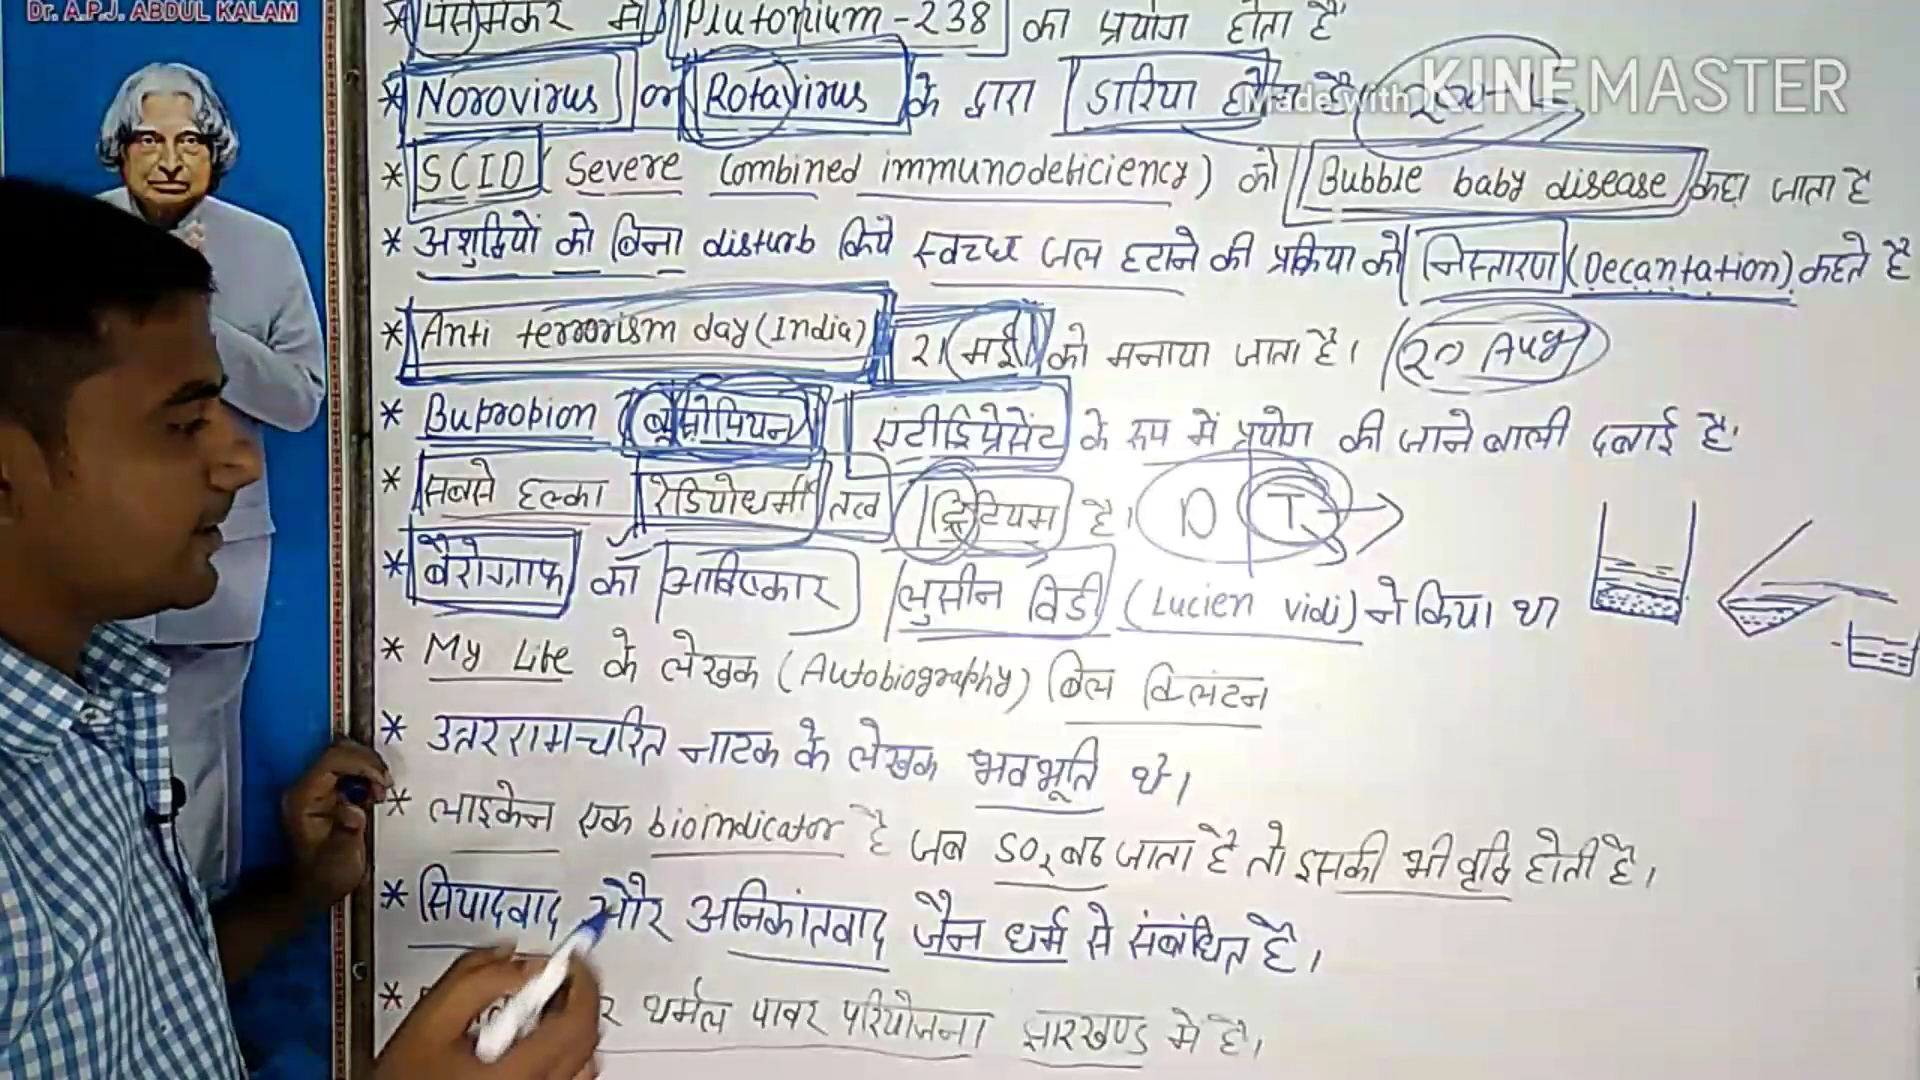 Dr. A.P.J. ABDUL KALAM
* पेसमेकर में Plutonium-238 का प्रयोग होता है
Made with KINEMASTER
* Norovirus or Rotavirus के द्वारा डारिया होता है
* SCID (Severe Combined immunodeficiency) को Bubble baby disease कहा जाता है
* अशुद्धियों को बिना disturb किये स्वच्छ जल हटाने की प्रक्रिया को निस्तारण (Decantation) कहते है
* Anti terrorism day (India) 21 मई को मनाया जाता है। 20 Aug
* Bupropion एंटीडिप्रेसेंट के रूप में प्रयोग की जाने वाली दवाई है।
* सबसे हल्का रेडियोधर्मी तत्व ट्रिटियम है। D T
* बैरोग्राफ का आविष्कार लुसीन विडी (Lucien vidi) ने किया था
* My Life के लेखक (Autobiography) बिल क्लिंटन
* उत्तररामचरित नाटक के लेखक भवभूति थे।
* लाइकेन एक bioindicator है जब SO2 बढ जाता है तो इसकी भी वृद्धि होती है।
* सियादवाद और अनिकांतवाद जैन धर्म से संबंधित है।
* थर्मल पावर परियोजना झारखण्ड में है।